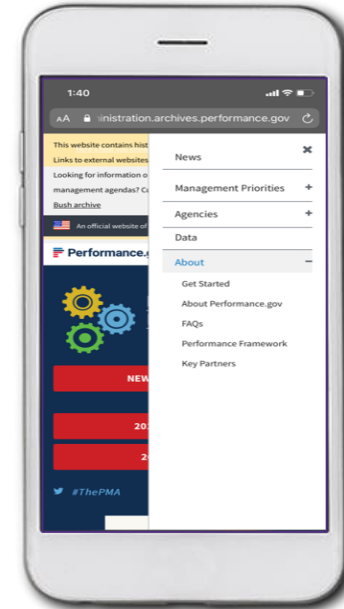 1:40
AA inistration.archives.performance.gov
This website contains hist
Links to external websites
Looking for information o
management agendas? Cu
Bush archive
An official website of
Performance.
NEW
20
2
#ThePMA
News
Management Priorities +
Agencies +
Data
About −
Get Started
About Performance.gov
FAQs
Performance Framework
Key Partners